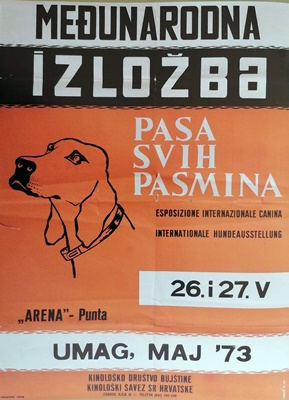 MEĐUNARODNA
IZLOŽBA
PASA
SVIH
PASMINA
ESPOSIZIONE INTERNAZIONALE CANINA
INTERNATIONALE HUNDEAUSSTELLUNG
26. i 27. V
„ARENA"- Punta
UMAG, MAJ '73
KINOLOŠKO DRUŠTVO BUJSTINE
KINOLOŠKI SAVEZ SR HRVATSKE